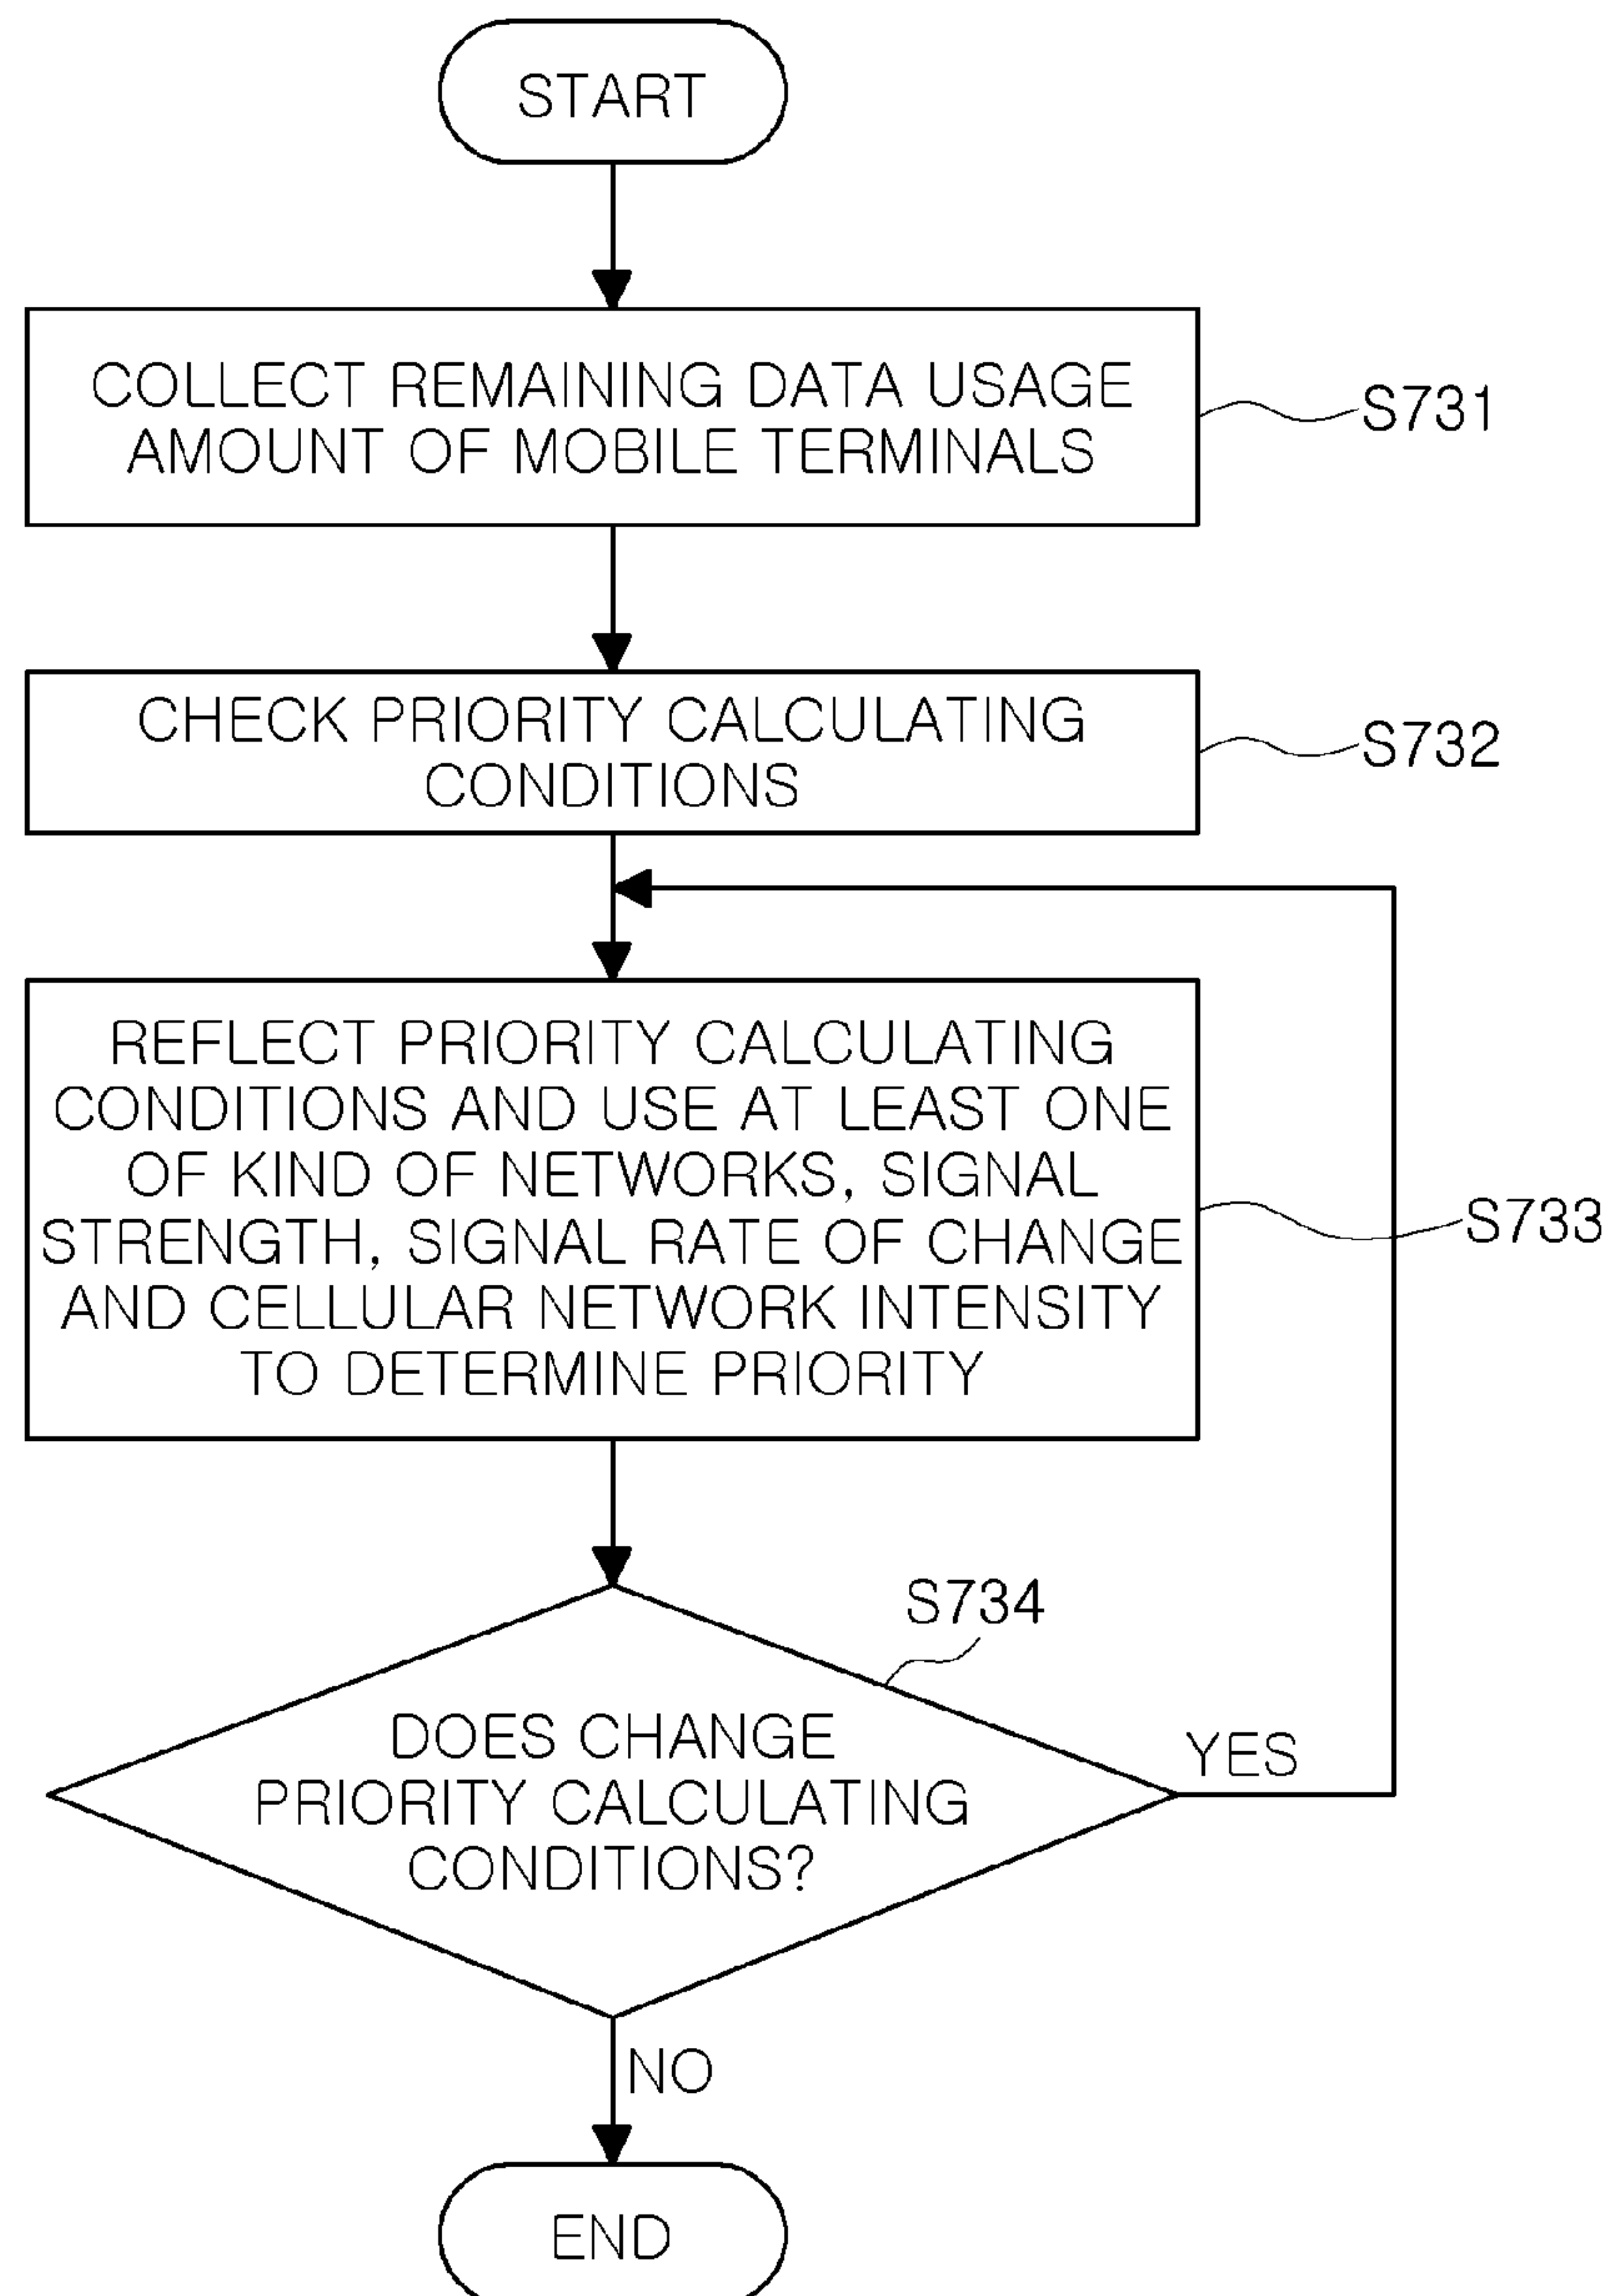 START
COLLECT REMAINING DATA USAGE
AMOUNT OF MOBILE TERMINALS
S731
CHECK PRIORITY CALCULATING
CONDITIONS
S732
REFLECT PRIORITY CALCULATING
CONDITIONS AND USE AT LEAST ONE
OF KIND OF NETWORKS, SIGNAL
STRENGTH, SIGNAL RATE OF CHANGE
AND CELLULAR NETWORK INTENSITY
TO DETERMINE PRIORITY
S733
S734
DOES CHANGE
PRIORITY CALCULATING
CONDITIONS?
YES
NO
END